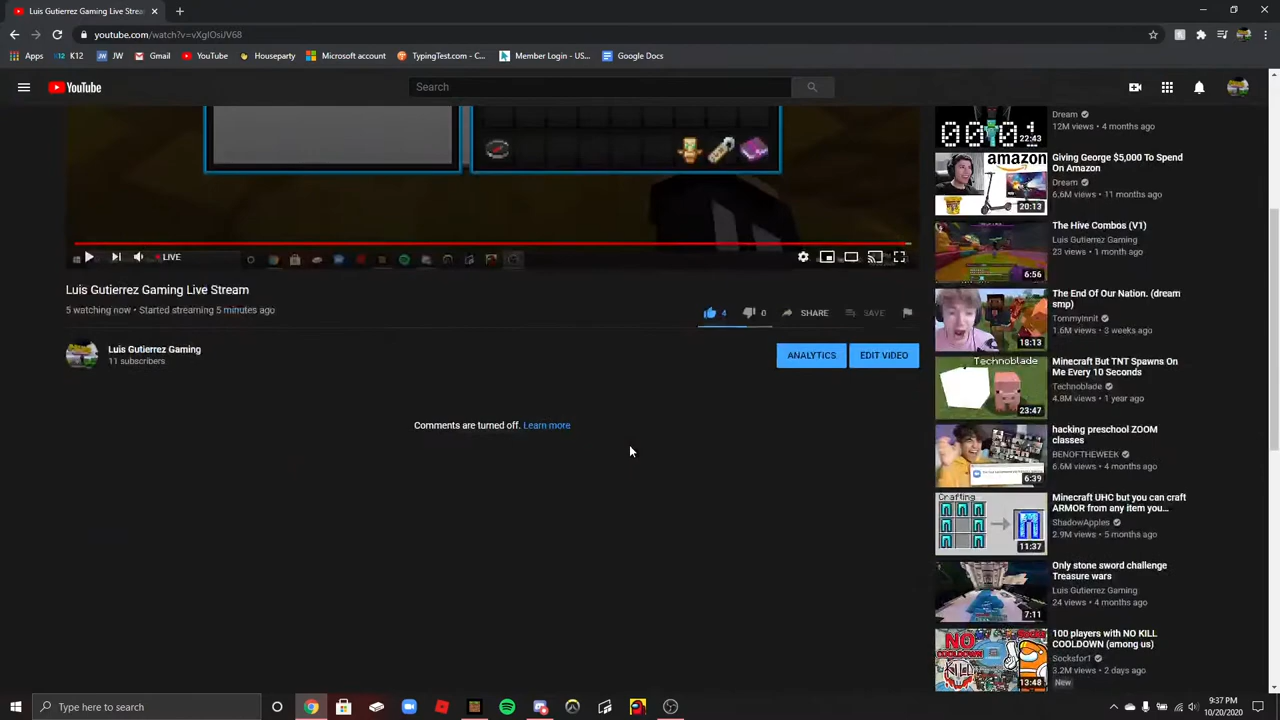 Luis Gutierrez Gaming Live Strea
youtube.com/watch?v=vXgIOsiJV68
Apps
K12
JW
Gmail
YouTube
Houseparty
Microsoft account
TypingTest.com - C...
Member Login - US...
Google Docs
YouTube
Search
LIVE
Luis Gutierrez Gaming Live Stream
5 watching now • Started streaming 5 minutes ago
4
0
SHARE
SAVE
Luis Gutierrez Gaming
11 subscribers
ANALYTICS
EDIT VIDEO
Comments are turned off. Learn more
22:43
Dream
12M views • 4 months ago
amazon
20:13
Giving George $5,000 To Spend
On Amazon
Dream
6.6M views • 11 months ago
6:56
The Hive Combos (V1)
Luis Gutierrez Gaming
23 views • 1 month ago
18:13
The End Of Our Nation. (dream
smp)
TommyInnit
1.6M views • 3 weeks ago
Technoblade
23:47
Minecraft But TNT Spawns On
Me Every 10 Seconds
Technoblade
4.8M views • 1 year ago
6:39
hacking preschool ZOOM
classes
BENOFTHEWEEK
6.6M views • 4 months ago
Crafting
11:37
Minecraft UHC but you can craft
ARMOR from any item you...
ShadowApples
2.9M views • 5 months ago
7:11
Only stone sword challenge
Treasure wars
Luis Gutierrez Gaming
24 views • 4 months ago
NO
COOLDOWN
13:48
100 players with NO KILL
COOLDOWN (among us)
Socksfor1
3.2M views • 2 days ago
New
Type here to search
9:37 PM
10/20/2020